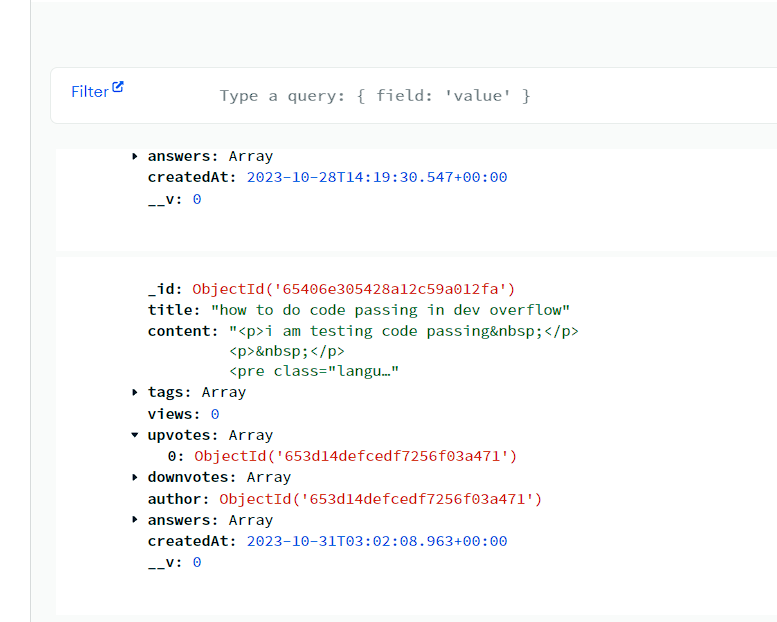 Filter
Type a query: { field: 'value' }
answers: Array
createdAt: 2023-10-28T14:19:30.547+00:00
__v: 0
_id: ObjectId('65406e305428a12c59a012fa')
title: "how to do code passing in dev overflow"
content: "<p>i am testing code passing&nbsp;</p>
<p>&nbsp;</p>
<pre class="langu…"
tags: Array
views: 0
upvotes: Array
0: ObjectId('653d14defcedf7256f03a471')
downvotes: Array
author: ObjectId('653d14defcedf7256f03a471')
answers: Array
createdAt: 2023-10-31T03:02:08.963+00:00
__v: 0